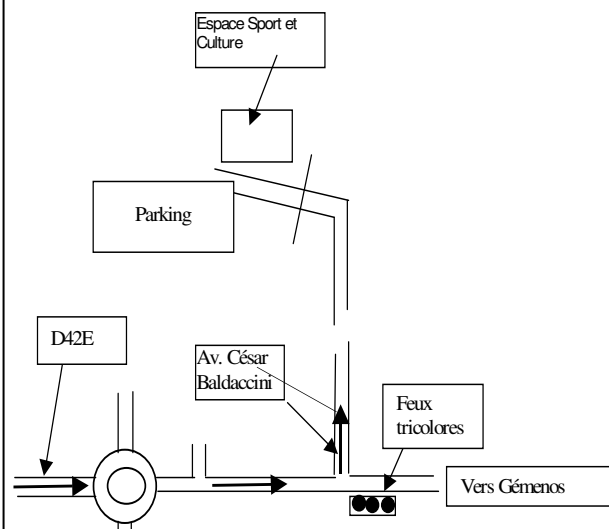 Espace Sport et
Culture
Parking
D42E
Av. César
Baldaccini
Feux
tricolores
Vers Gémenos